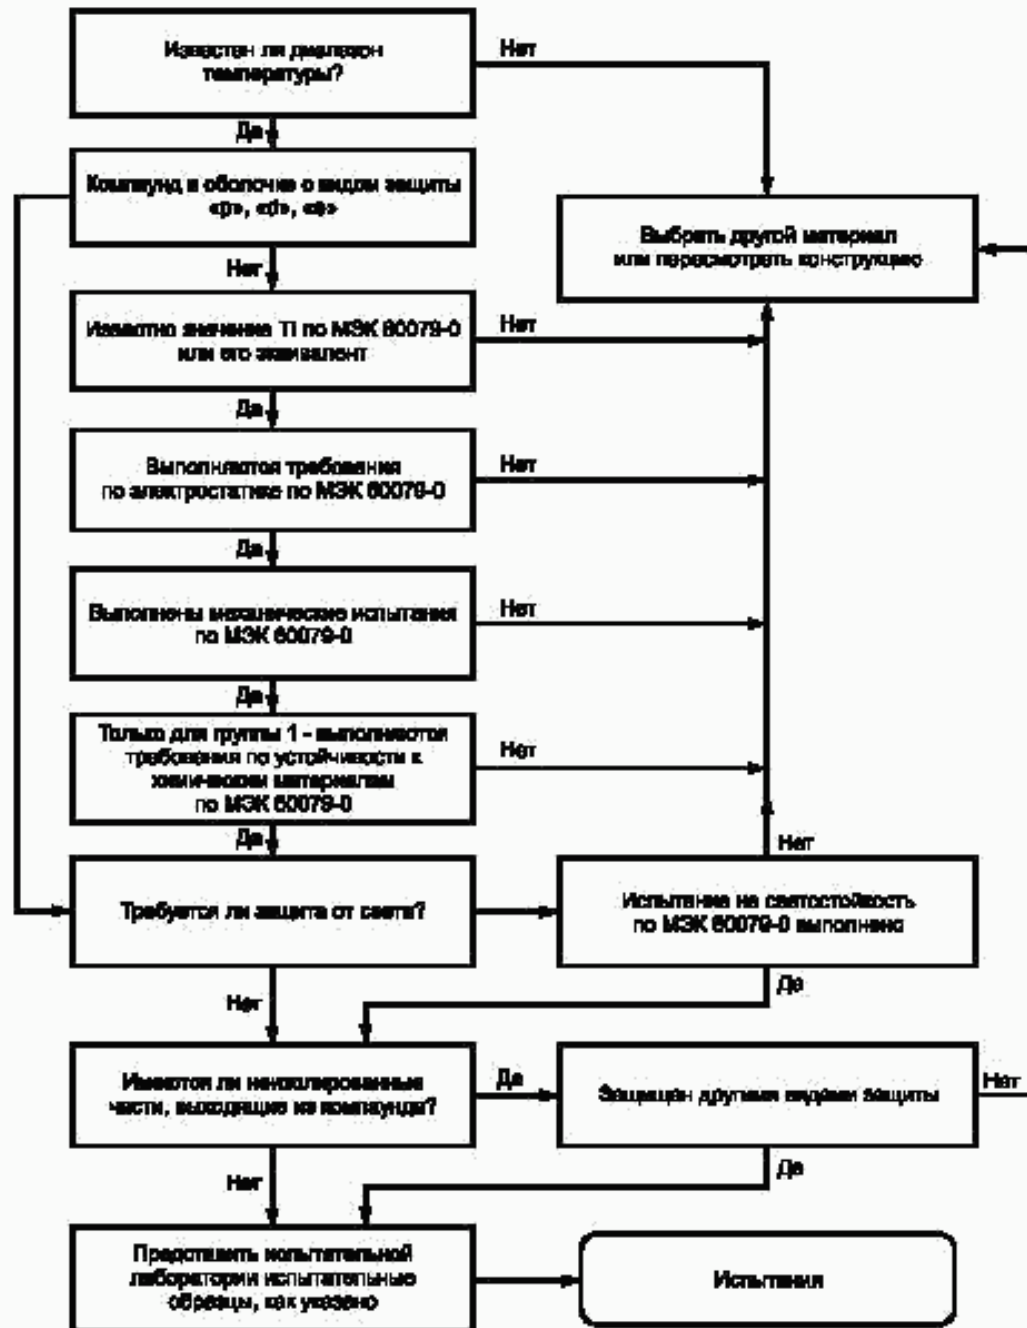 Известен ли диапазон
температуры?
Нет
Да
Компаунд в оболочке с видом защиты
«p», «d», «e»
Выбрать другой материал
или пересмотреть конструкцию
Нет
Известно значение TI по МЭК 60079-0
или его эквивалент
Нет
Да
Выполняются требования
по электростатике по МЭК 60079-0
Нет
Да
Выполнены механические испытания
по МЭК 60079-0
Нет
Да
Только для группы 1 - выполняются
требования по устойчивости к
химическим материалам
по МЭК 60079-0
Нет
Да
Нет
Требуется ли защита от света?
Испытание на светостойкость
по МЭК 60079-0 выполнено
Нет
Да
Имеются ли неизолированные
части, выходящие из компаунда?
Да
Защищен другими видами защиты
Нет
Нет
Да
Представить испытательной
лаборатории испытательные
образцы, как указано
Испытания